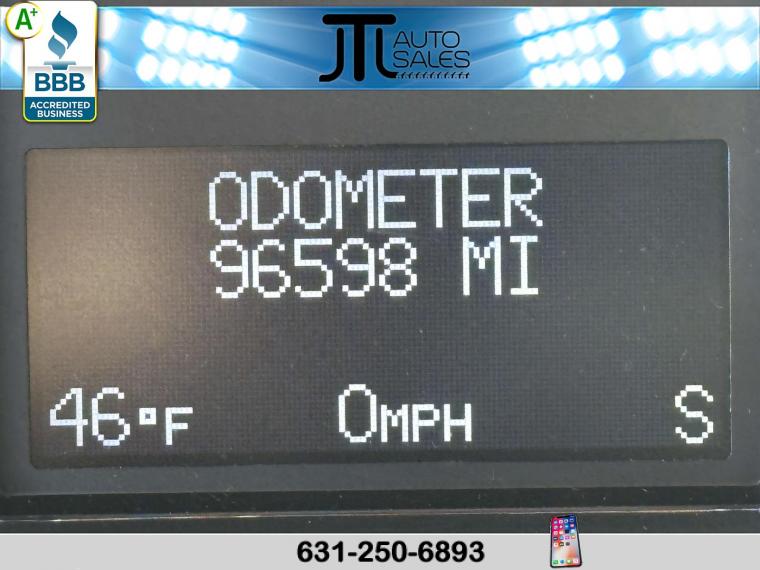 A+
BBB
ACCREDITED
BUSINESS
JTL AUTO
SALES
ODOMETER
96598 MI
46°F 0MPH S
631-250-6893